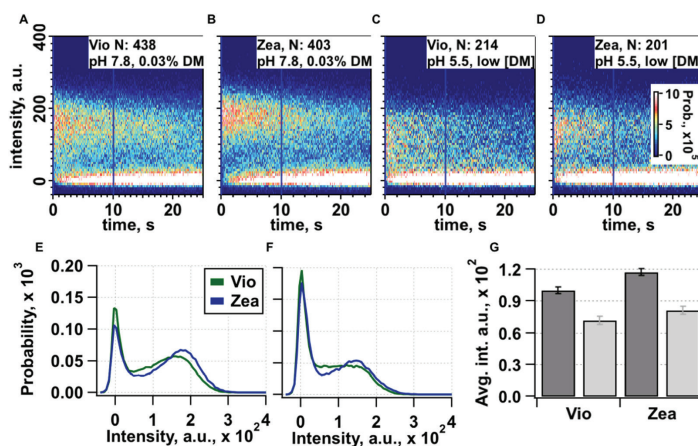 A
B
C
D
Vio N: 438
pH 7.8, 0.03% DM
Zea, N: 403
pH 7.8, 0.03% DM
Vio, N: 214
pH 5.5, low [DM]
Zea, N: 201
pH 5.5, low [DM]
intensity, a.u.
400
200
0
0 10 20
time, s
0 10 20
time, s
0 10 20
time, s
0 10 20
time, s
10
0
Prob., x10^5
E
F
G
Probability, x 10^3
0.20
0.15
0.10
0.05
0.00
Vio
Zea
0 1 2 3 4
Intensity, a.u., x 10^2
0 1 2 3 4
Intensity, a.u., x 10^2
Avg. int. a.u., x 10^2
1.2
0.9
0.6
0.3
0
Vio
Zea